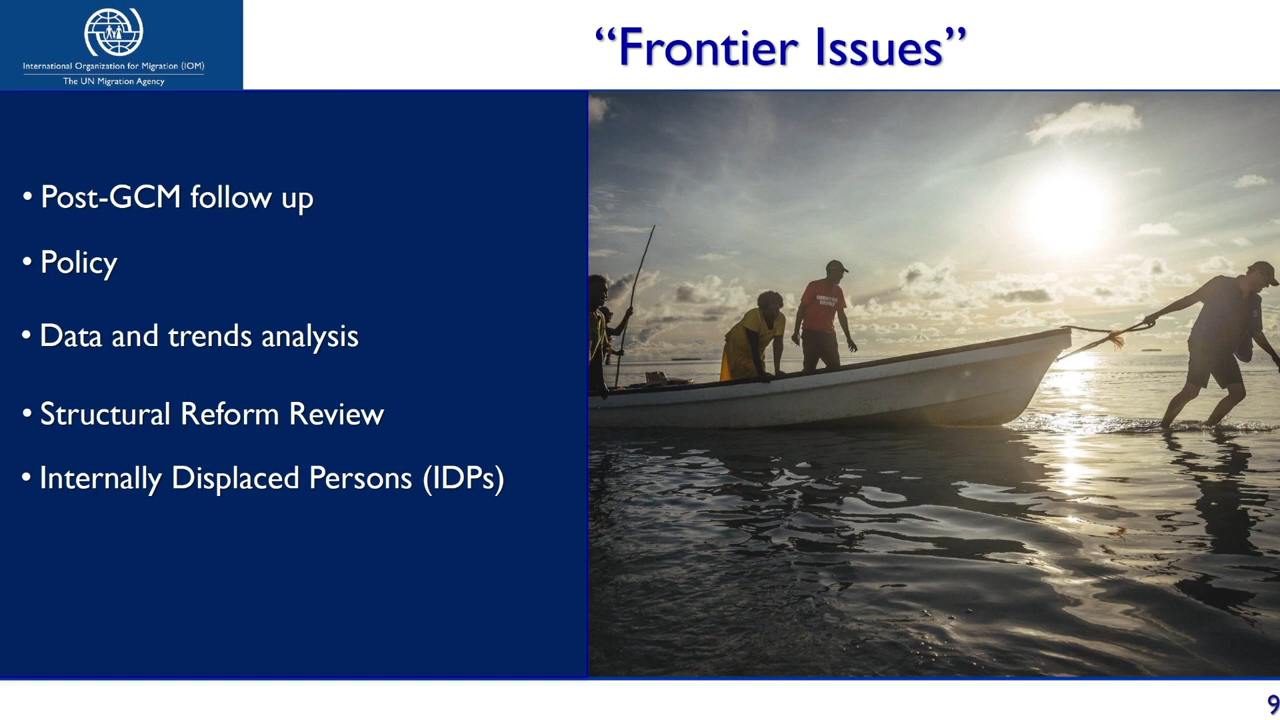 International Organization for Migration (IOM)
The UN Migration Agency
“Frontier Issues”
• Post-GCM follow up
• Policy
• Data and trends analysis
• Structural Reform Review
• Internally Displaced Persons (IDPs)
9